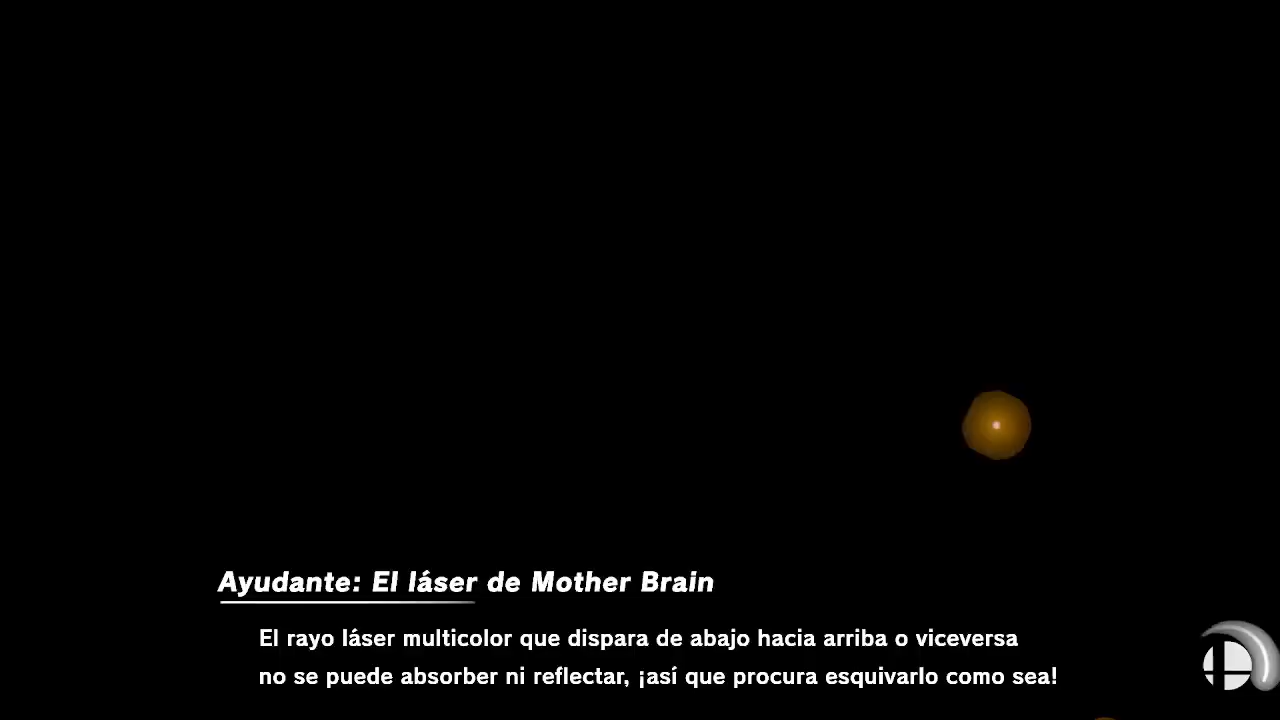 Ayudante: El láser de Mother Brain
El rayo láser multicolor que dispara de abajo hacia arriba o viceversa
no se puede absorber ni reflectar, ¡así que procura esquivarlo como sea!